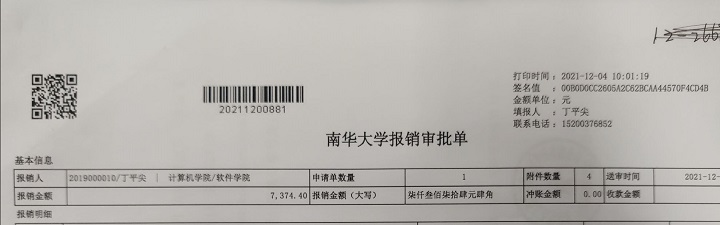 12-266
打印时间：2021-12-04 10:01:19
签名值：00B0D0CC2605A2C62BCAA44570F4CD4B
金额单位：元
填报人：丁平尖
联系电话：15200376852
20211200881
南华大学报销审批单
基本信息
报销人 2019000010/丁平尖 计算机学院/软件学院 申请单数量 1 附件数量 4 送审时间 2021-12-
报销金额 7,374.40 报销金额（大写） 柒仟叁佰柒拾肆元肆角 冲账金额 0.00 收款金额
报销明细